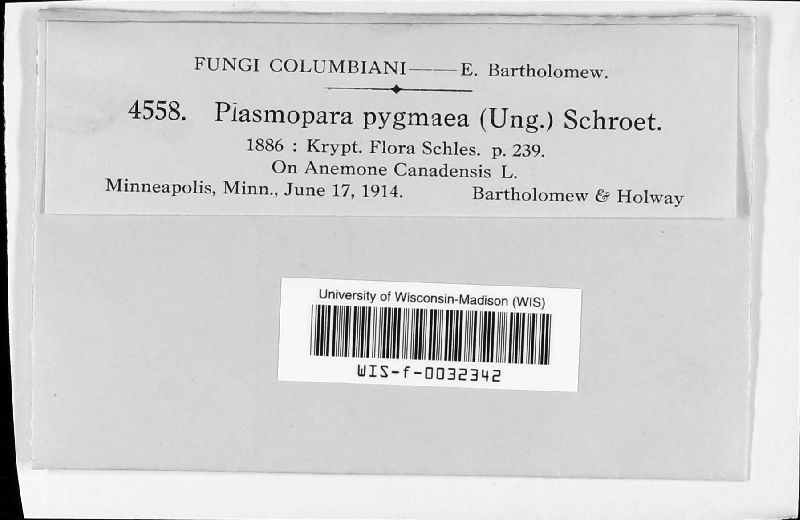 FUNGI COLUMBIANI——E. Bartholomew.
4558. Plasmopara pygmaea (Ung.) Schroet.
1886 : Krypt. Flora Schles. p. 239.
On Anemone Canadensis L.
Minneapolis, Minn., June 17, 1914. Bartholomew & Holway
University of Wisconsin-Madison (WIS)
WIS-f-0032342